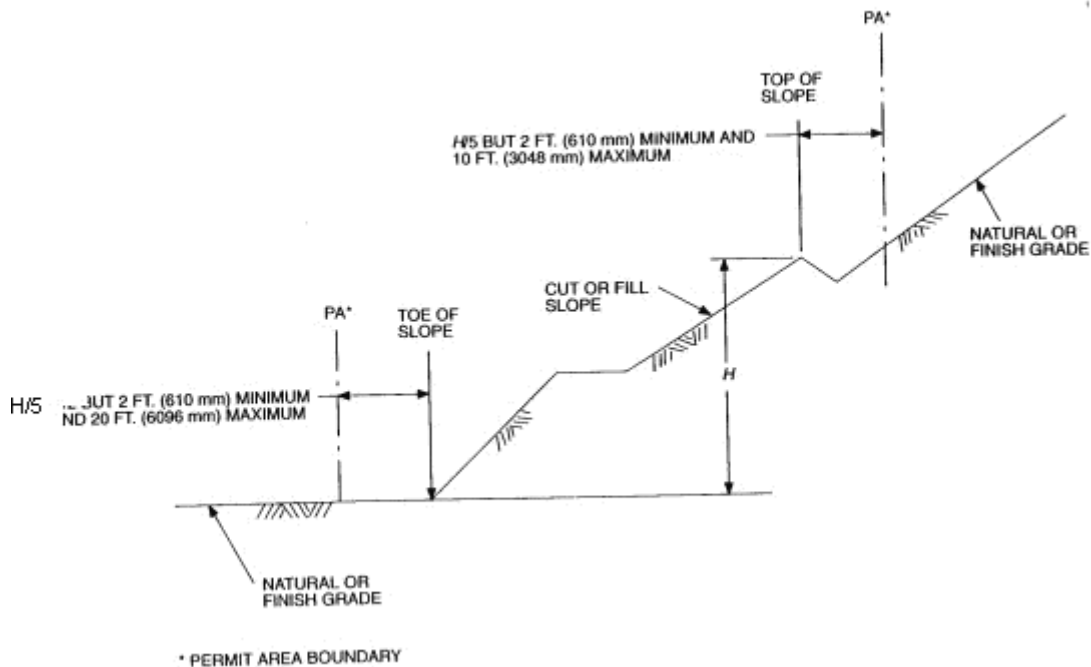 PA*
TOP OF
SLOPE
H/5 BUT 2 FT. (610 mm) MINIMUM AND
10 FT. (3048 mm) MAXIMUM
NATURAL OR
FINISH GRADE
CUT OR FILL
SLOPE
PA*
TOE OF
SLOPE
H
H/5 BUT 2 FT. (610 mm) MINIMUM
ND 20 FT. (6096 mm) MAXIMUM
NATURAL OR
FINISH GRADE
* PERMIT AREA BOUNDARY